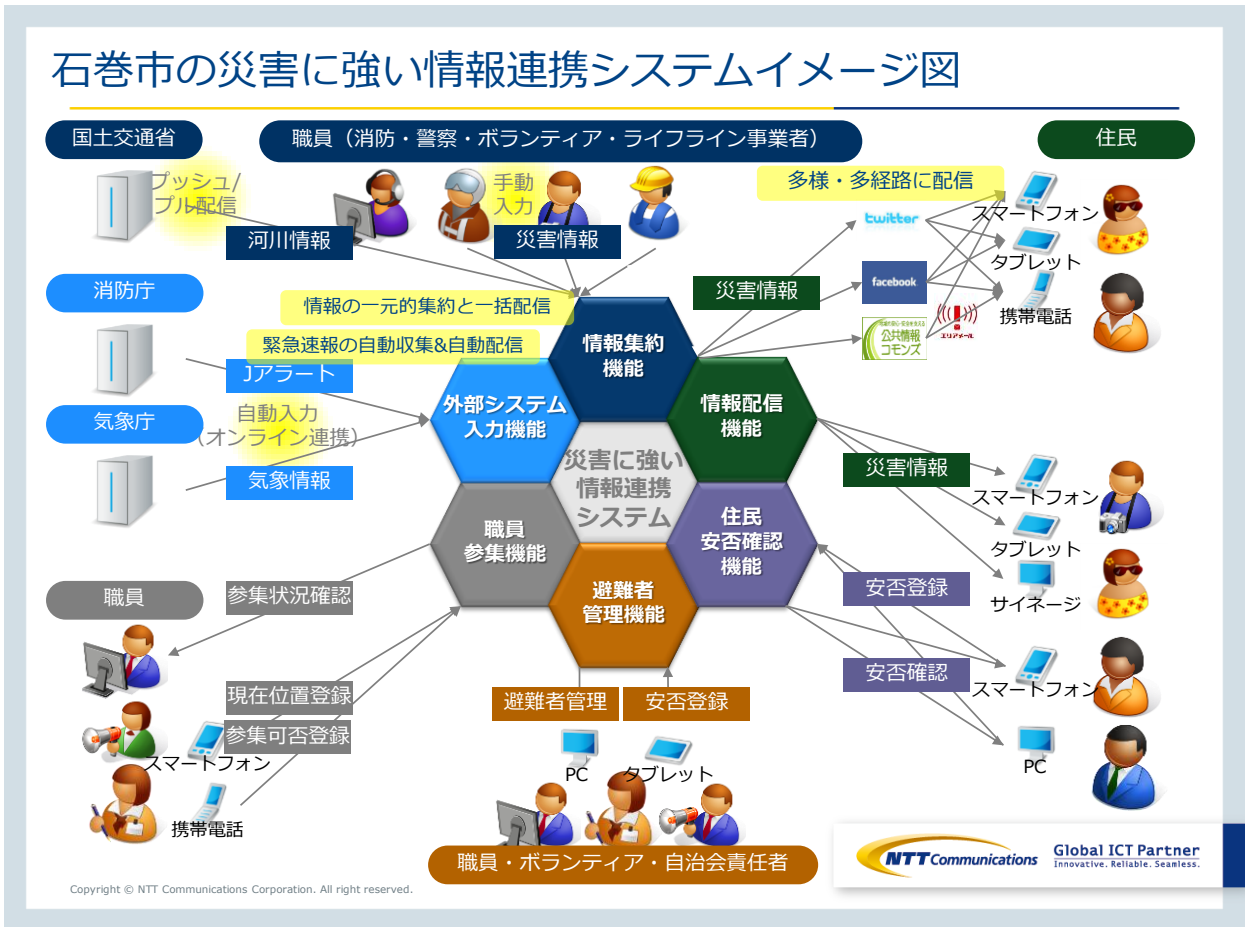 石巻市の災害に強い情報連携システムイメージ図
国土交通省
職員（消防・警察・ボランティア・ライフライン事業者）
住民
プッシュ/
プル配信
手動
入力
多様・多経路に配信
河川情報
災害情報
twitter
スマートフォン
タブレット
消防庁
災害情報
facebook
携帯電話
情報の一元的集約と一括配信
公共情報
コモンズ
エリアメール
緊急速報の自動収集&自動配信
情報集約
機能
Jアラート
外部システム
入力機能
情報配信
機能
気象庁
自動入力
（オンライン連携）
気象情報
災害に強い
情報連携
システム
災害情報
スマートフォン
タブレット
サイネージ
職員
参集機能
住民
安否確認
機能
避難者
管理機能
職員
参集状況確認
安否登録
安否確認
スマートフォン
PC
現在位置登録
参集可否登録
スマートフォン
携帯電話
避難者管理
安否登録
PC
タブレット
職員・ボランティア・自治会責任者
NTT Communications
Global ICT Partner
Innovative. Reliable. Seamless.
Copyright © NTT Communications Corporation. All right reserved.